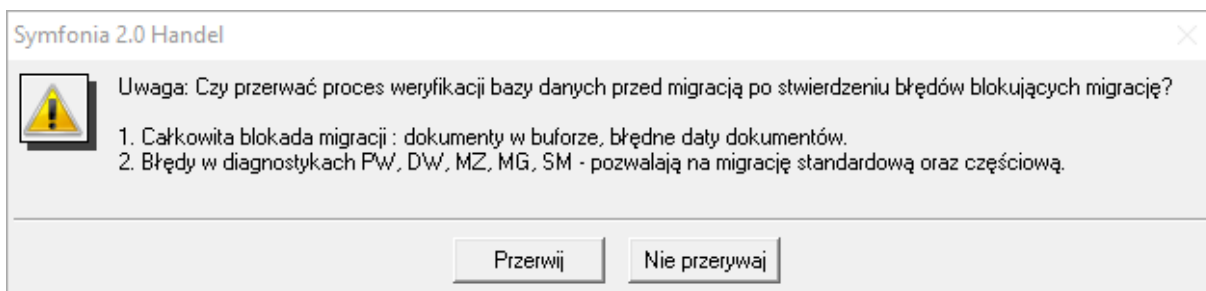 Symfonia 2.0 Handel
Uwaga: Czy przerwać proces weryfikacji bazy danych przed migracją po stwierdzeniu błędów blokujących migrację?
1. Całkowita blokada migracji : dokumenty w buforze, błędne daty dokumentów.
2. Błędy w diagnostykach PW, DW, MZ, MG, SM - pozwalają na migrację standardową oraz częściową.
Przerwij
Nie przerywaj